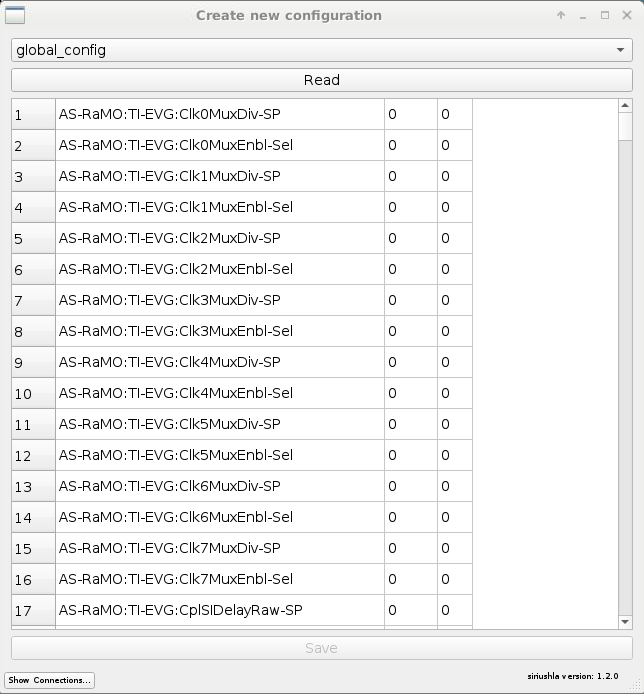 Create new configuration
global_config
Read
1 AS-RaMO:TI-EVG:Clk0MuxDiv-SP 0 0
2 AS-RaMO:TI-EVG:Clk0MuxEnbl-Sel 0 0
3 AS-RaMO:TI-EVG:Clk1MuxDiv-SP 0 0
4 AS-RaMO:TI-EVG:Clk1MuxEnbl-Sel 0 0
5 AS-RaMO:TI-EVG:Clk2MuxDiv-SP 0 0
6 AS-RaMO:TI-EVG:Clk2MuxEnbl-Sel 0 0
7 AS-RaMO:TI-EVG:Clk3MuxDiv-SP 0 0
8 AS-RaMO:TI-EVG:Clk3MuxEnbl-Sel 0 0
9 AS-RaMO:TI-EVG:Clk4MuxDiv-SP 0 0
10 AS-RaMO:TI-EVG:Clk4MuxEnbl-Sel 0 0
11 AS-RaMO:TI-EVG:Clk5MuxDiv-SP 0 0
12 AS-RaMO:TI-EVG:Clk5MuxEnbl-Sel 0 0
13 AS-RaMO:TI-EVG:Clk6MuxDiv-SP 0 0
14 AS-RaMO:TI-EVG:Clk6MuxEnbl-Sel 0 0
15 AS-RaMO:TI-EVG:Clk7MuxDiv-SP 0 0
16 AS-RaMO:TI-EVG:Clk7MuxEnbl-Sel 0 0
17 AS-RaMO:TI-EVG:CplSIDelayRaw-SP 0 0
Save
Show Connections...
siriushla version: 1.2.0